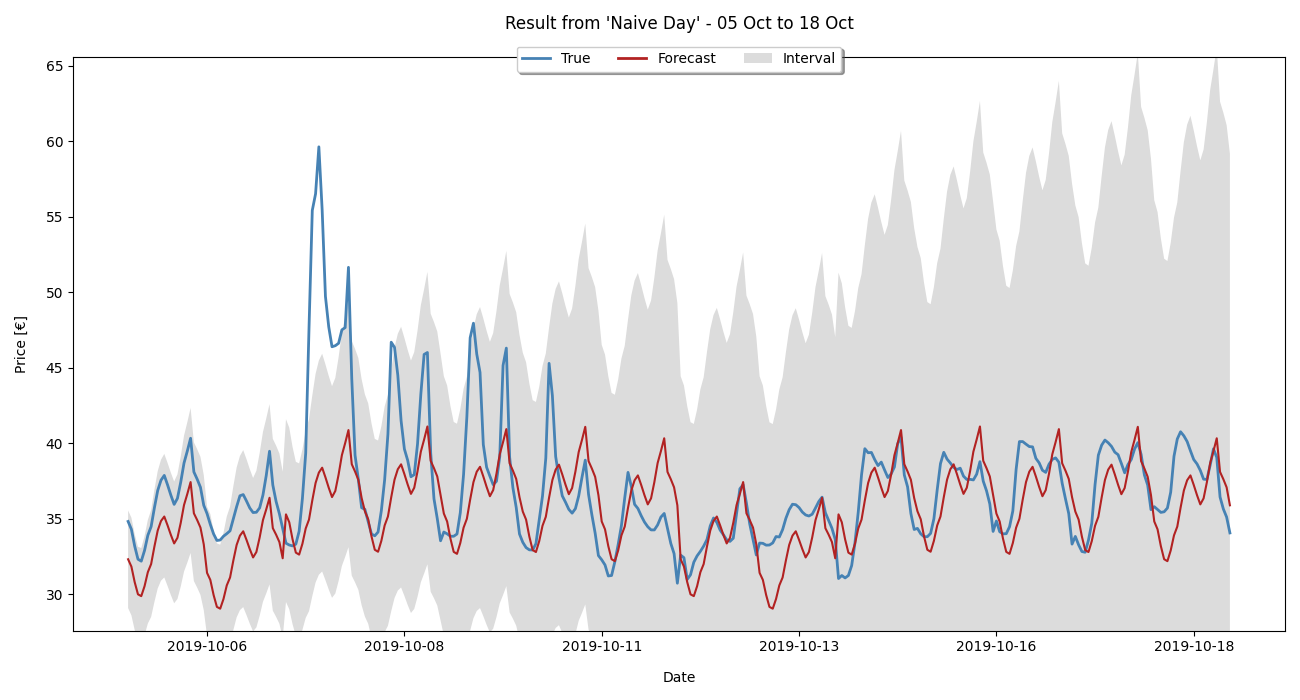 Result from 'Naive Day' - 05 Oct to 18 Oct
True Forecast Interval
65
60
55
50
45
40
35
30
Price [€]
2019-10-06 2019-10-08 2019-10-11 2019-10-13 2019-10-16 2019-10-18
Date